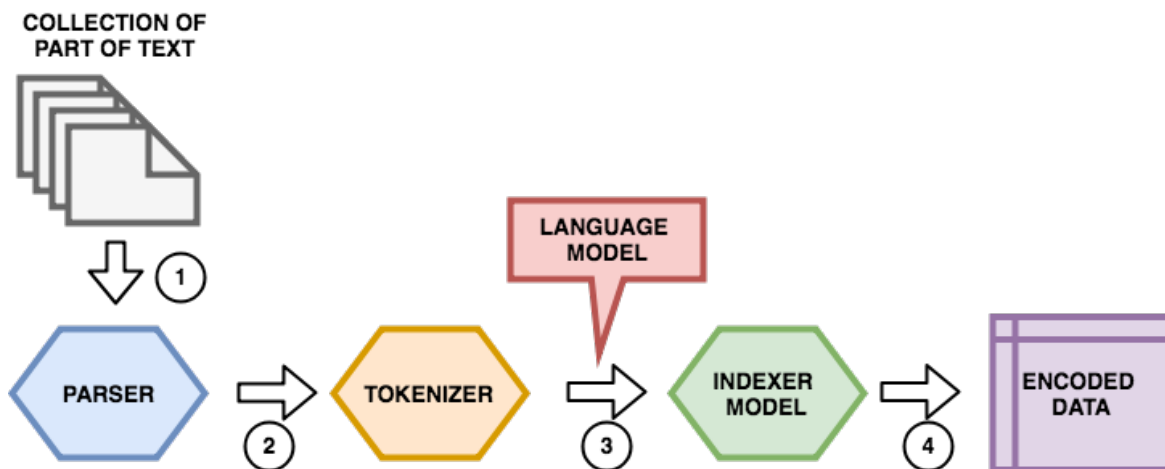 COLLECTION OF
PART OF TEXT
1
LANGUAGE
MODEL
PARSER
TOKENIZER
INDEXER
MODEL
ENCODED
DATA
2
3
4